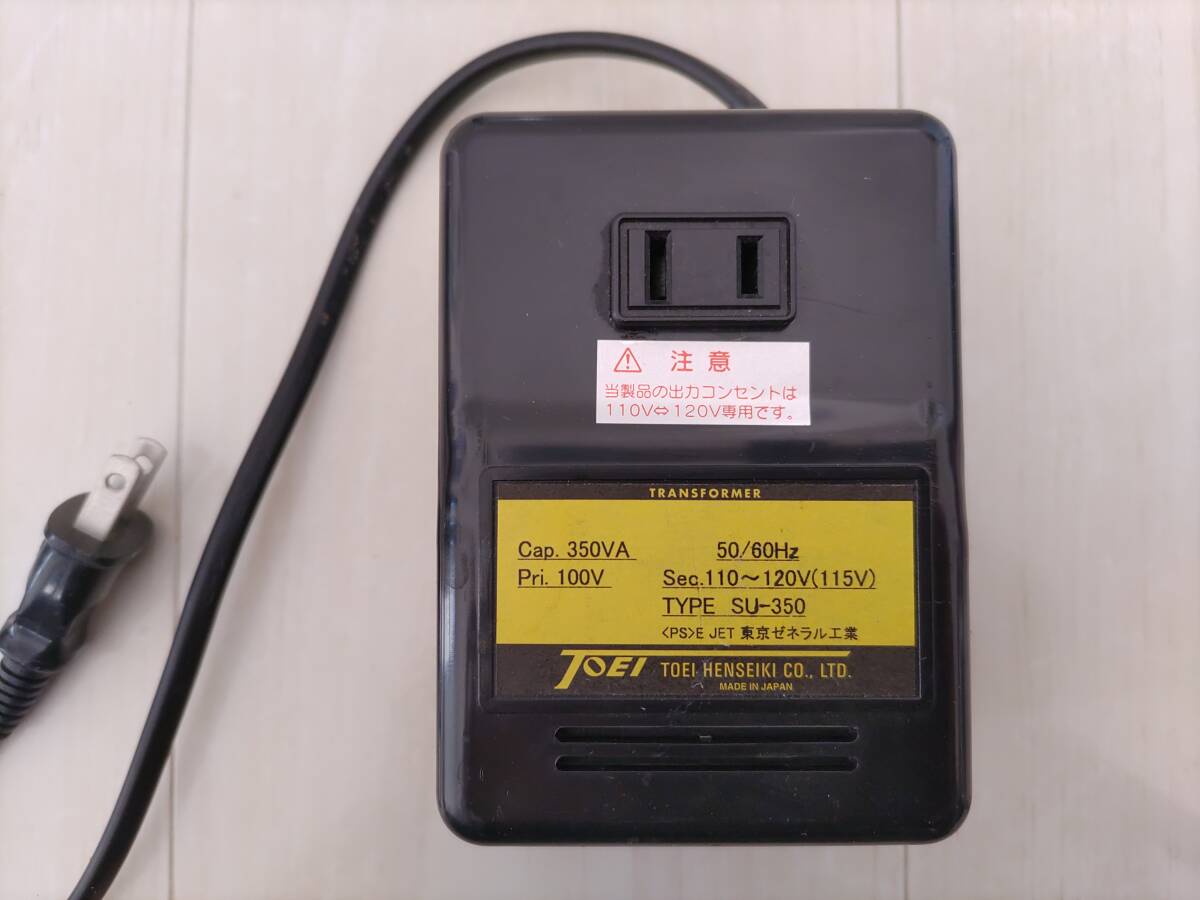 注意
当製品の出力コンセントは
110V⇔120V専用です。
TRANSFORMER
Cap. 350VA 50/60Hz
Pri. 100V Sec.110～120V(115V)
TYPE SU-350
<PS>E JET 東京ゼネラル工業
TOEI TOEI HENSEIKI CO., LTD.
MADE IN JAPAN